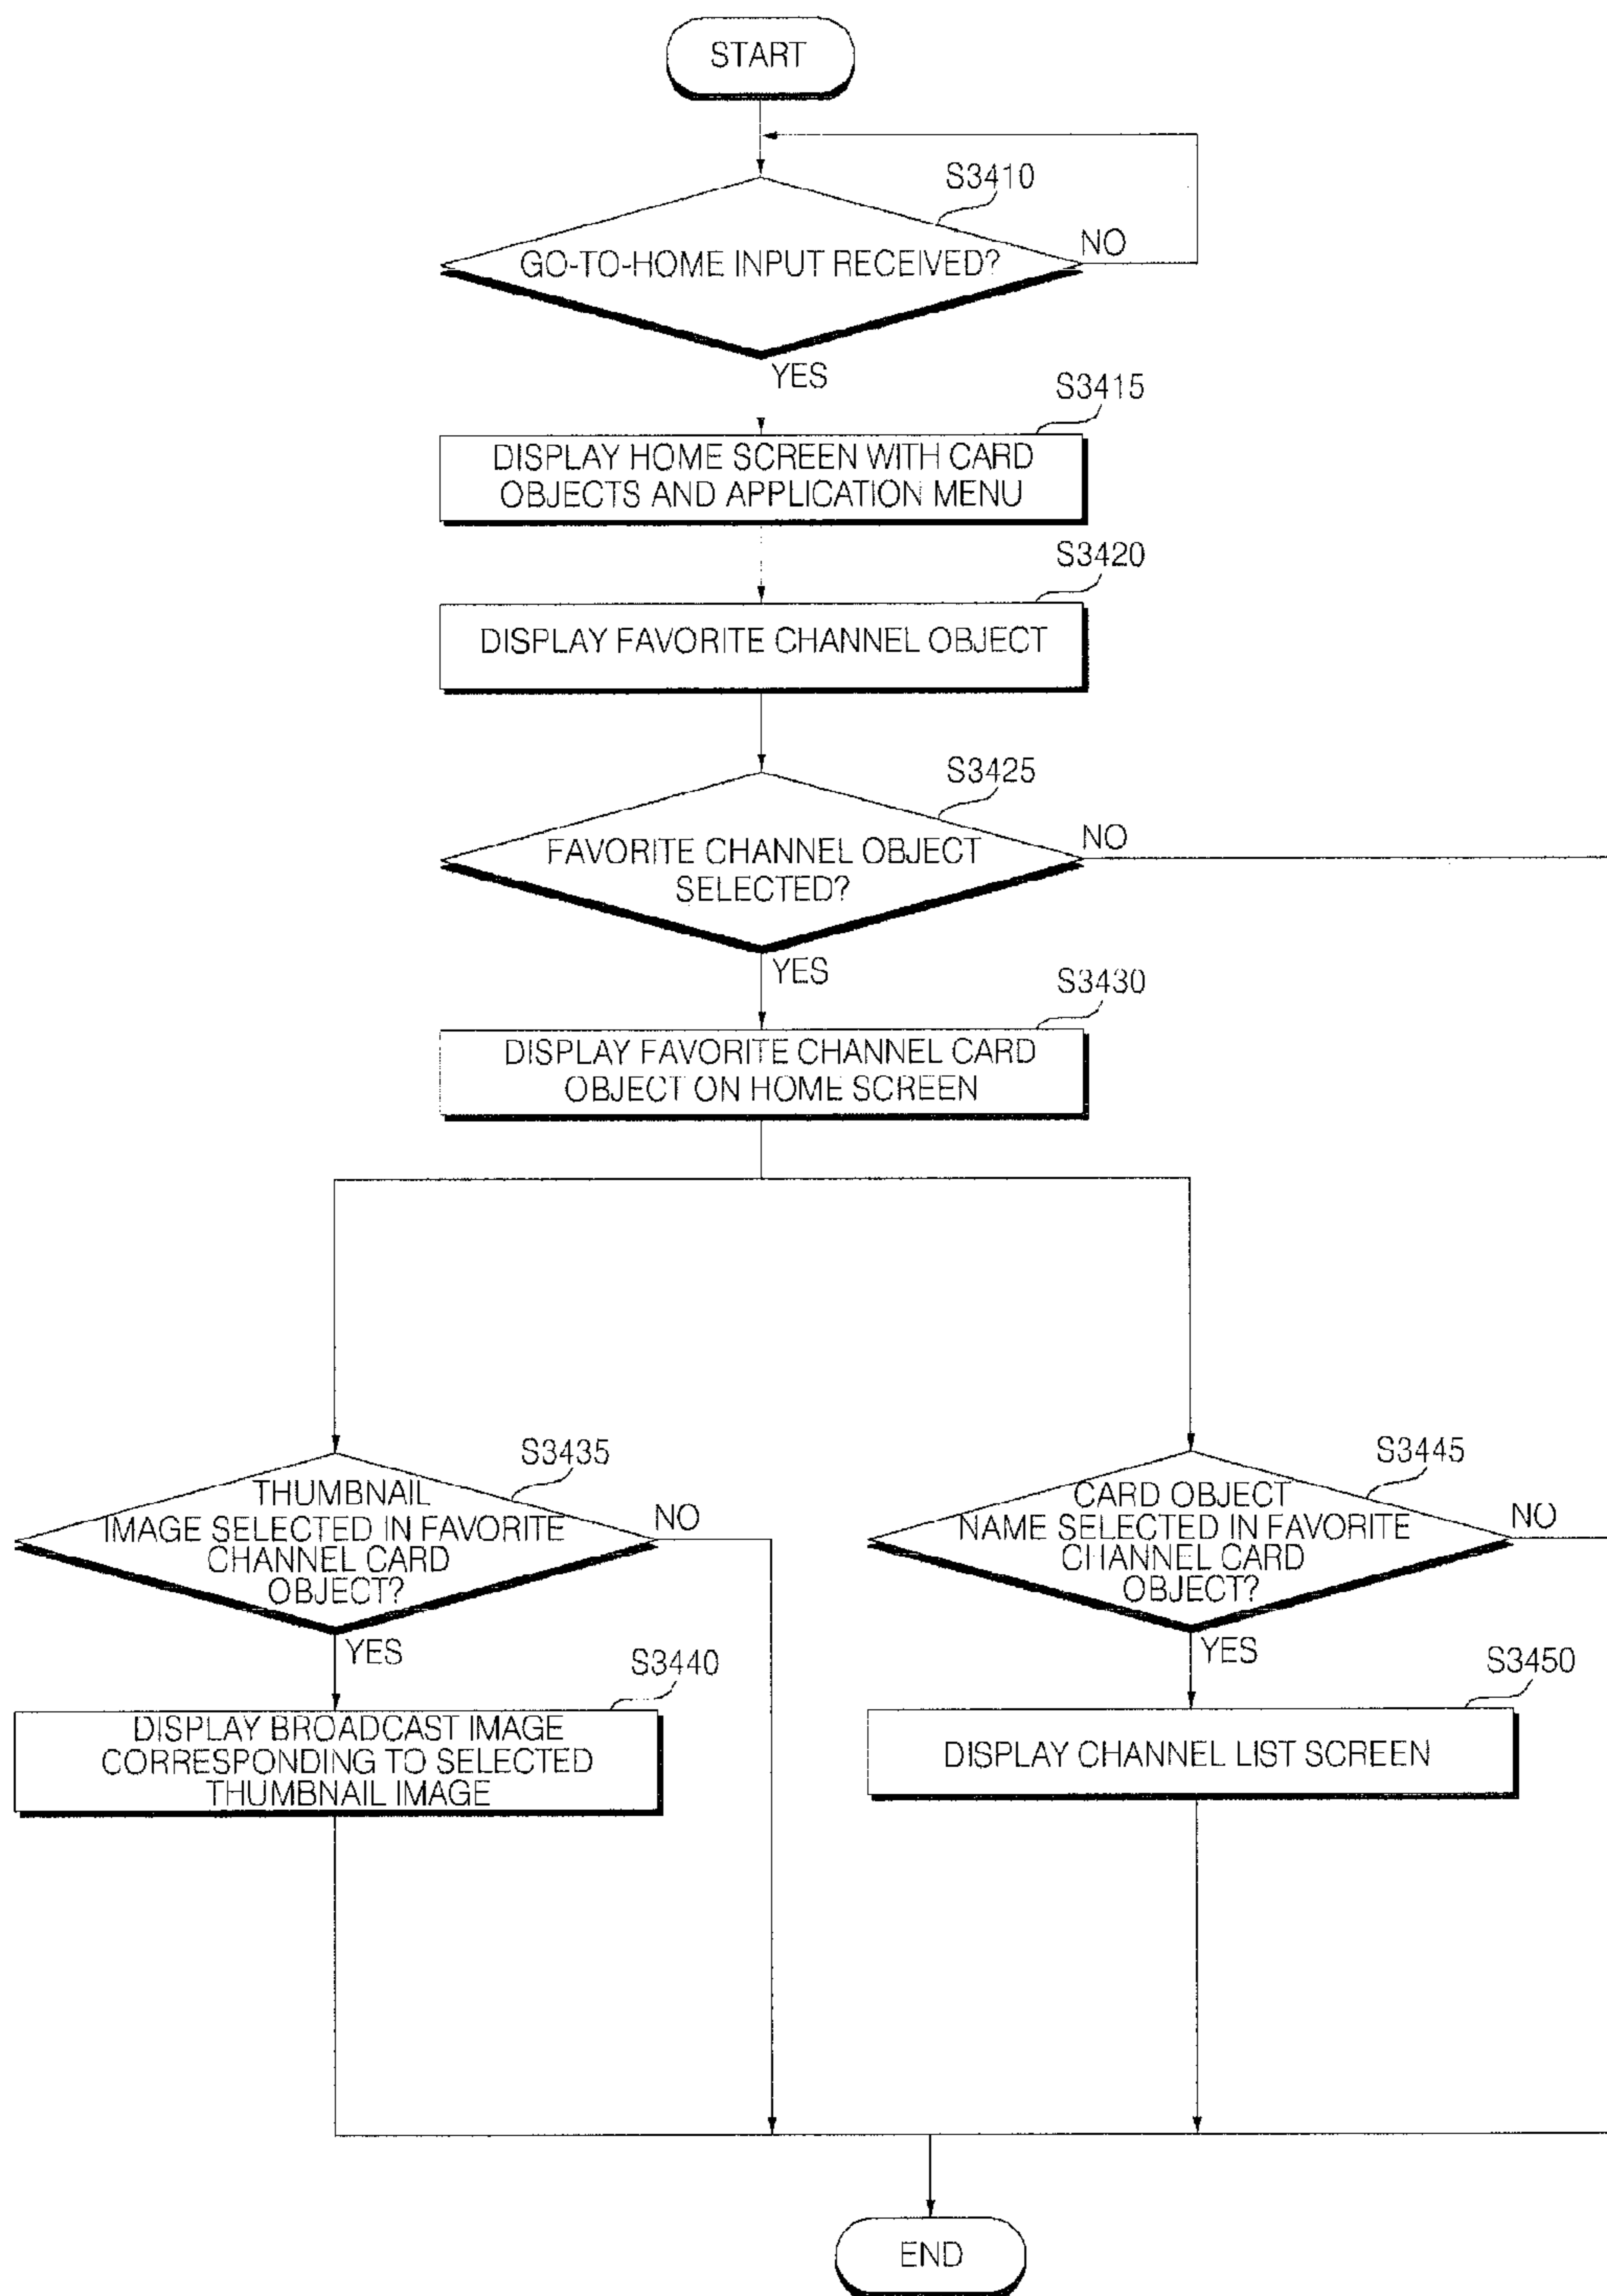 START
S3410
GO-TO-HOME INPUT RECEIVED?
NO
YES
S3415
DISPLAY HOME SCREEN WITH CARD
OBJECTS AND APPLICATION MENU
S3420
DISPLAY FAVORITE CHANNEL OBJECT
S3425
FAVORITE CHANNEL OBJECT
SELECTED?
NO
YES
S3430
DISPLAY FAVORITE CHANNEL CARD
OBJECT ON HOME SCREEN
S3435
THUMBNAIL
IMAGE SELECTED IN FAVORITE
CHANNEL CARD
OBJECT?
NO
YES
S3440
DISPLAY BROADCAST IMAGE
CORRESPONDING TO SELECTED
THUMBNAIL IMAGE
S3445
CARD OBJECT
NAME SELECTED IN FAVORITE
CHANNEL CARD
OBJECT?
NO
YES
S3450
DISPLAY CHANNEL LIST SCREEN
END